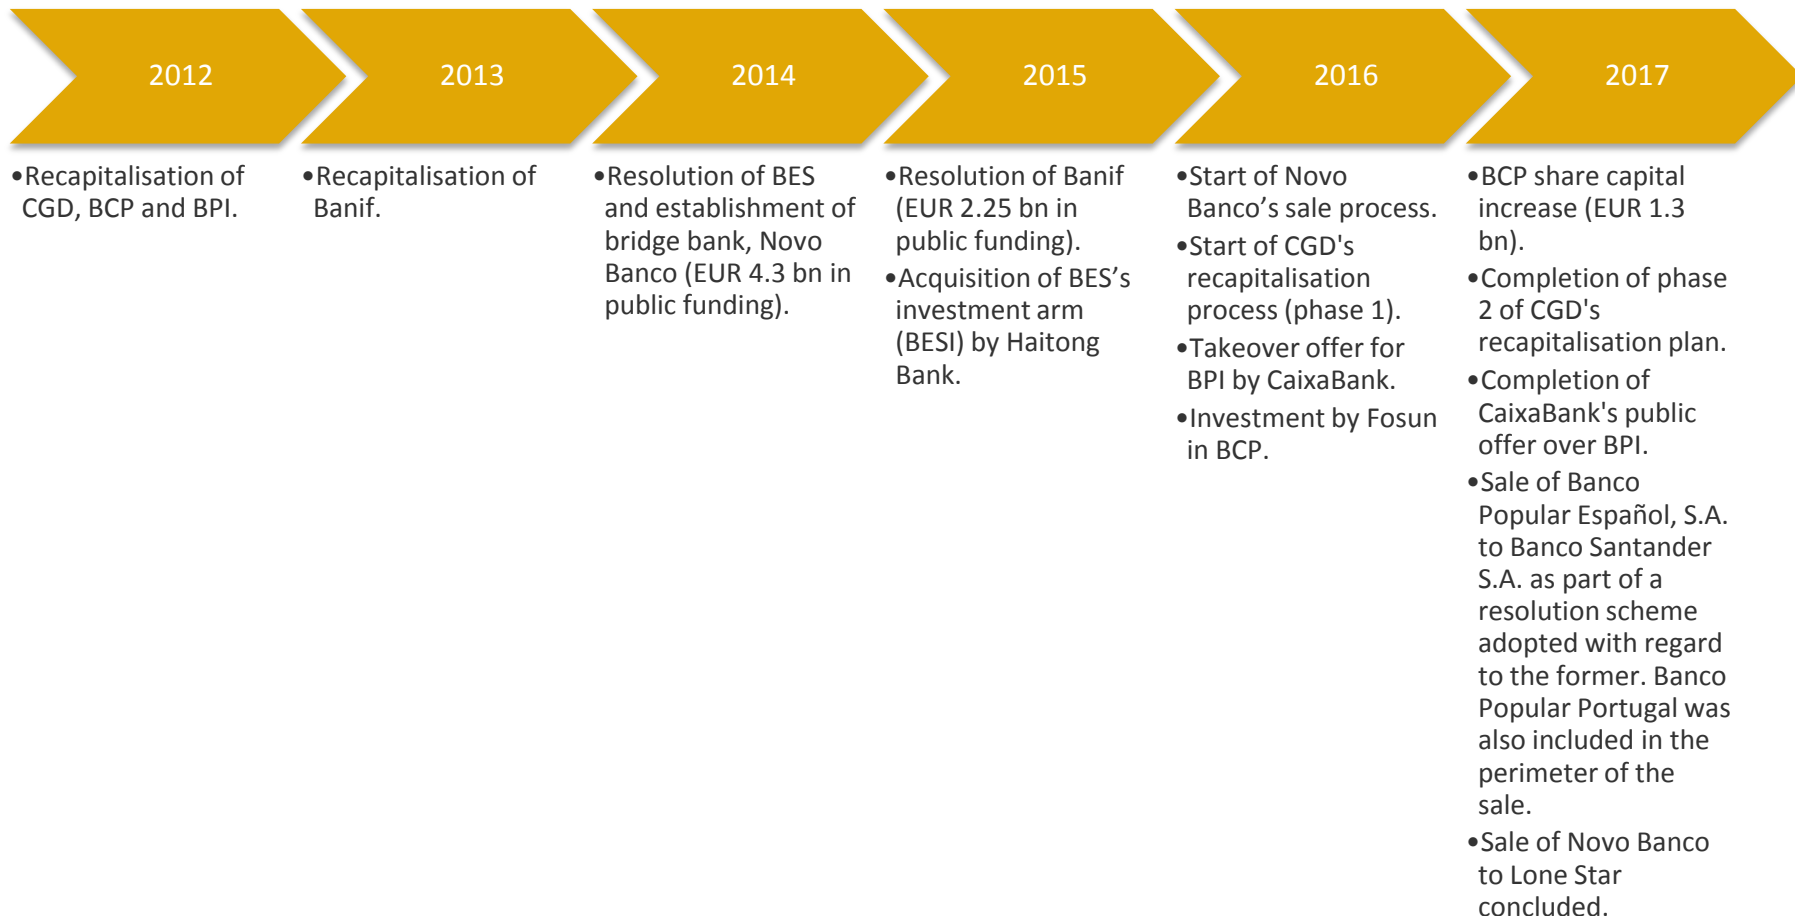 2012
2013
2014
2015
2016
2017
•Recapitalisation of
CGD, BCP and BPI.
•Recapitalisation of
Banif.
•Resolution of BES
and establishment of
bridge bank, Novo
Banco (EUR 4.3 bn in
public funding).
•Resolution of Banif
(EUR 2.25 bn in
public funding).
•Acquisition of BES’s
investment arm
(BESI) by Haitong
Bank.
•Start of Novo
Banco’s sale process.
•Start of CGD's
recapitalisation
process (phase 1).
•Takeover offer for
BPI by CaixaBank.
•Investment by Fosun
in BCP.
•BCP share capital
increase (EUR 1.3
bn).
•Completion of phase
2 of CGD's
recapitalisation plan.
•Completion of
CaixaBank's public
offer over BPI.
•Sale of Banco
Popular Español, S.A.
to Banco Santander
S.A. as part of a
resolution scheme
adopted with regard
to the former. Banco
Popular Portugal was
also included in the
perimeter of the
sale.
•Sale of Novo Banco
to Lone Star
concluded.